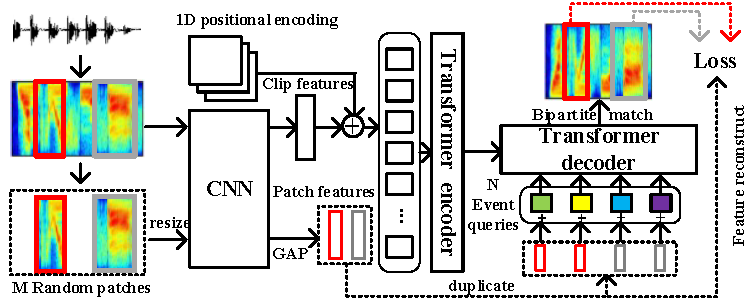 1D positional encoding
Clip features
+
Loss
Bipartite match
Transformer encoder
Transformer
decoder
CNN
Patch features
N
Event
queries
resize
GAP
...
+ + + +
M Random patches
duplicate
Feature reconstruct